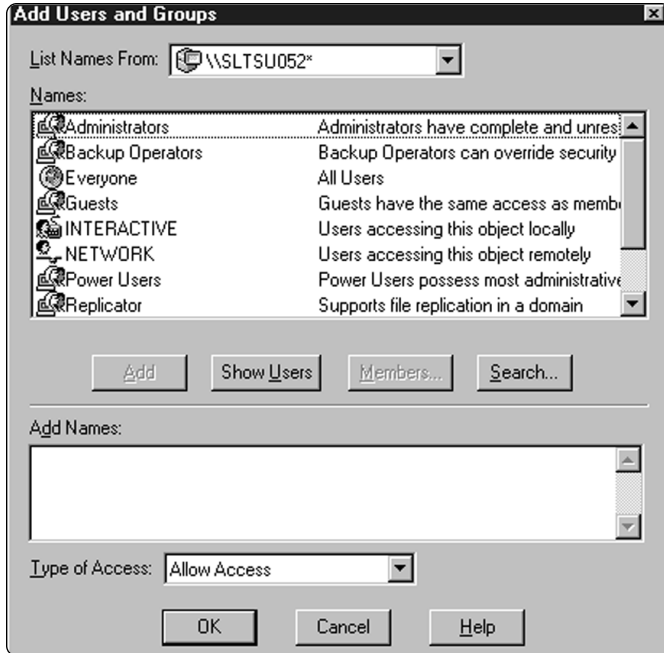 Add Users and Groups
List Names From: \\SLTSU052*
Names:
Administrators Administrators have complete and unres
Backup Operators Backup Operators can override security
Everyone All Users
Guests Guests have the same access as memb
INTERACTIVE Users accessing this object locally
NETWORK Users accessing this object remotely
Power Users Power Users possess most administrative
Replicator Supports file replication in a domain
Add Show Users Members... Search...
Add Names:
Type of Access: Allow Access
OK Cancel Help